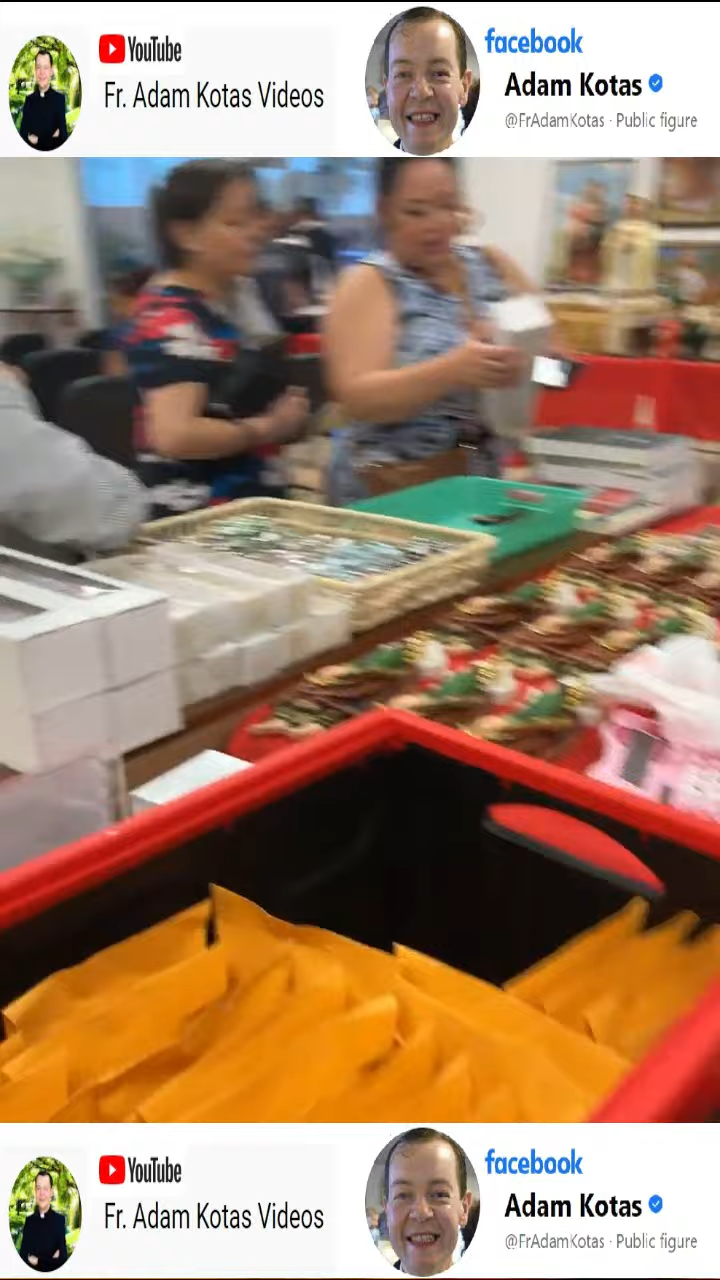 YouTube
Fr. Adam Kotas Videos
facebook
Adam Kotas
@FrAdamKotas · Public figure
YouTube
Fr. Adam Kotas Videos
facebook
Adam Kotas
@FrAdamKotas · Public figure